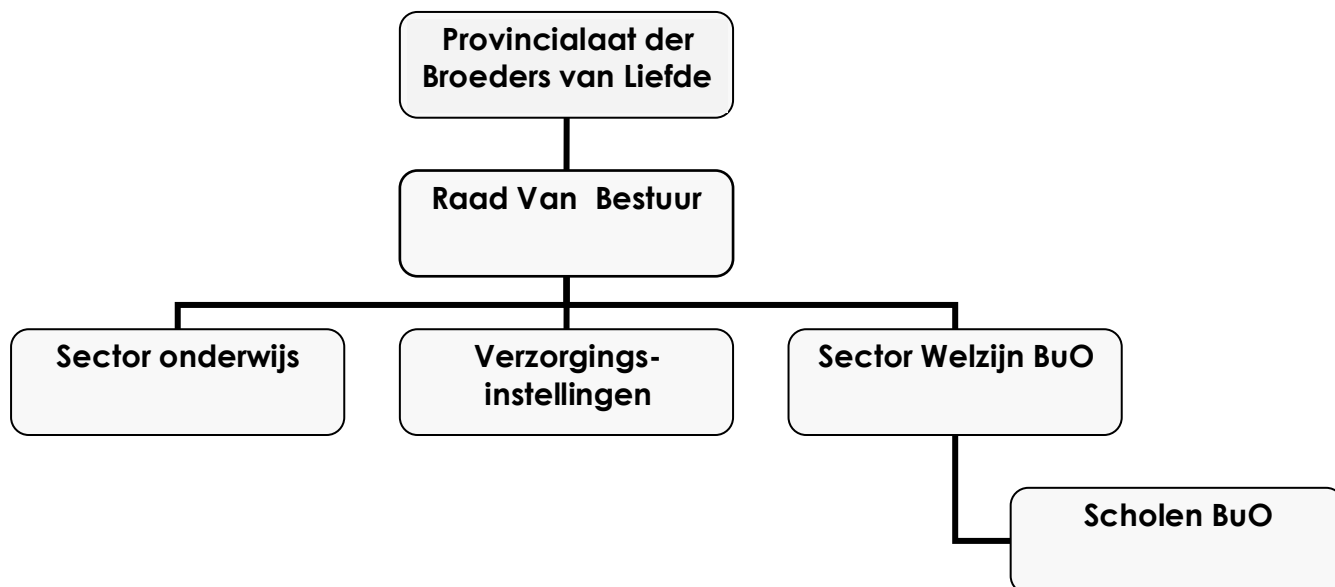 Provincialaat der
Broeders van Liefde
Raad Van  Bestuur
Sector onderwijs
Verzorgings-
instellingen
Sector Welzijn BuO
Scholen BuO